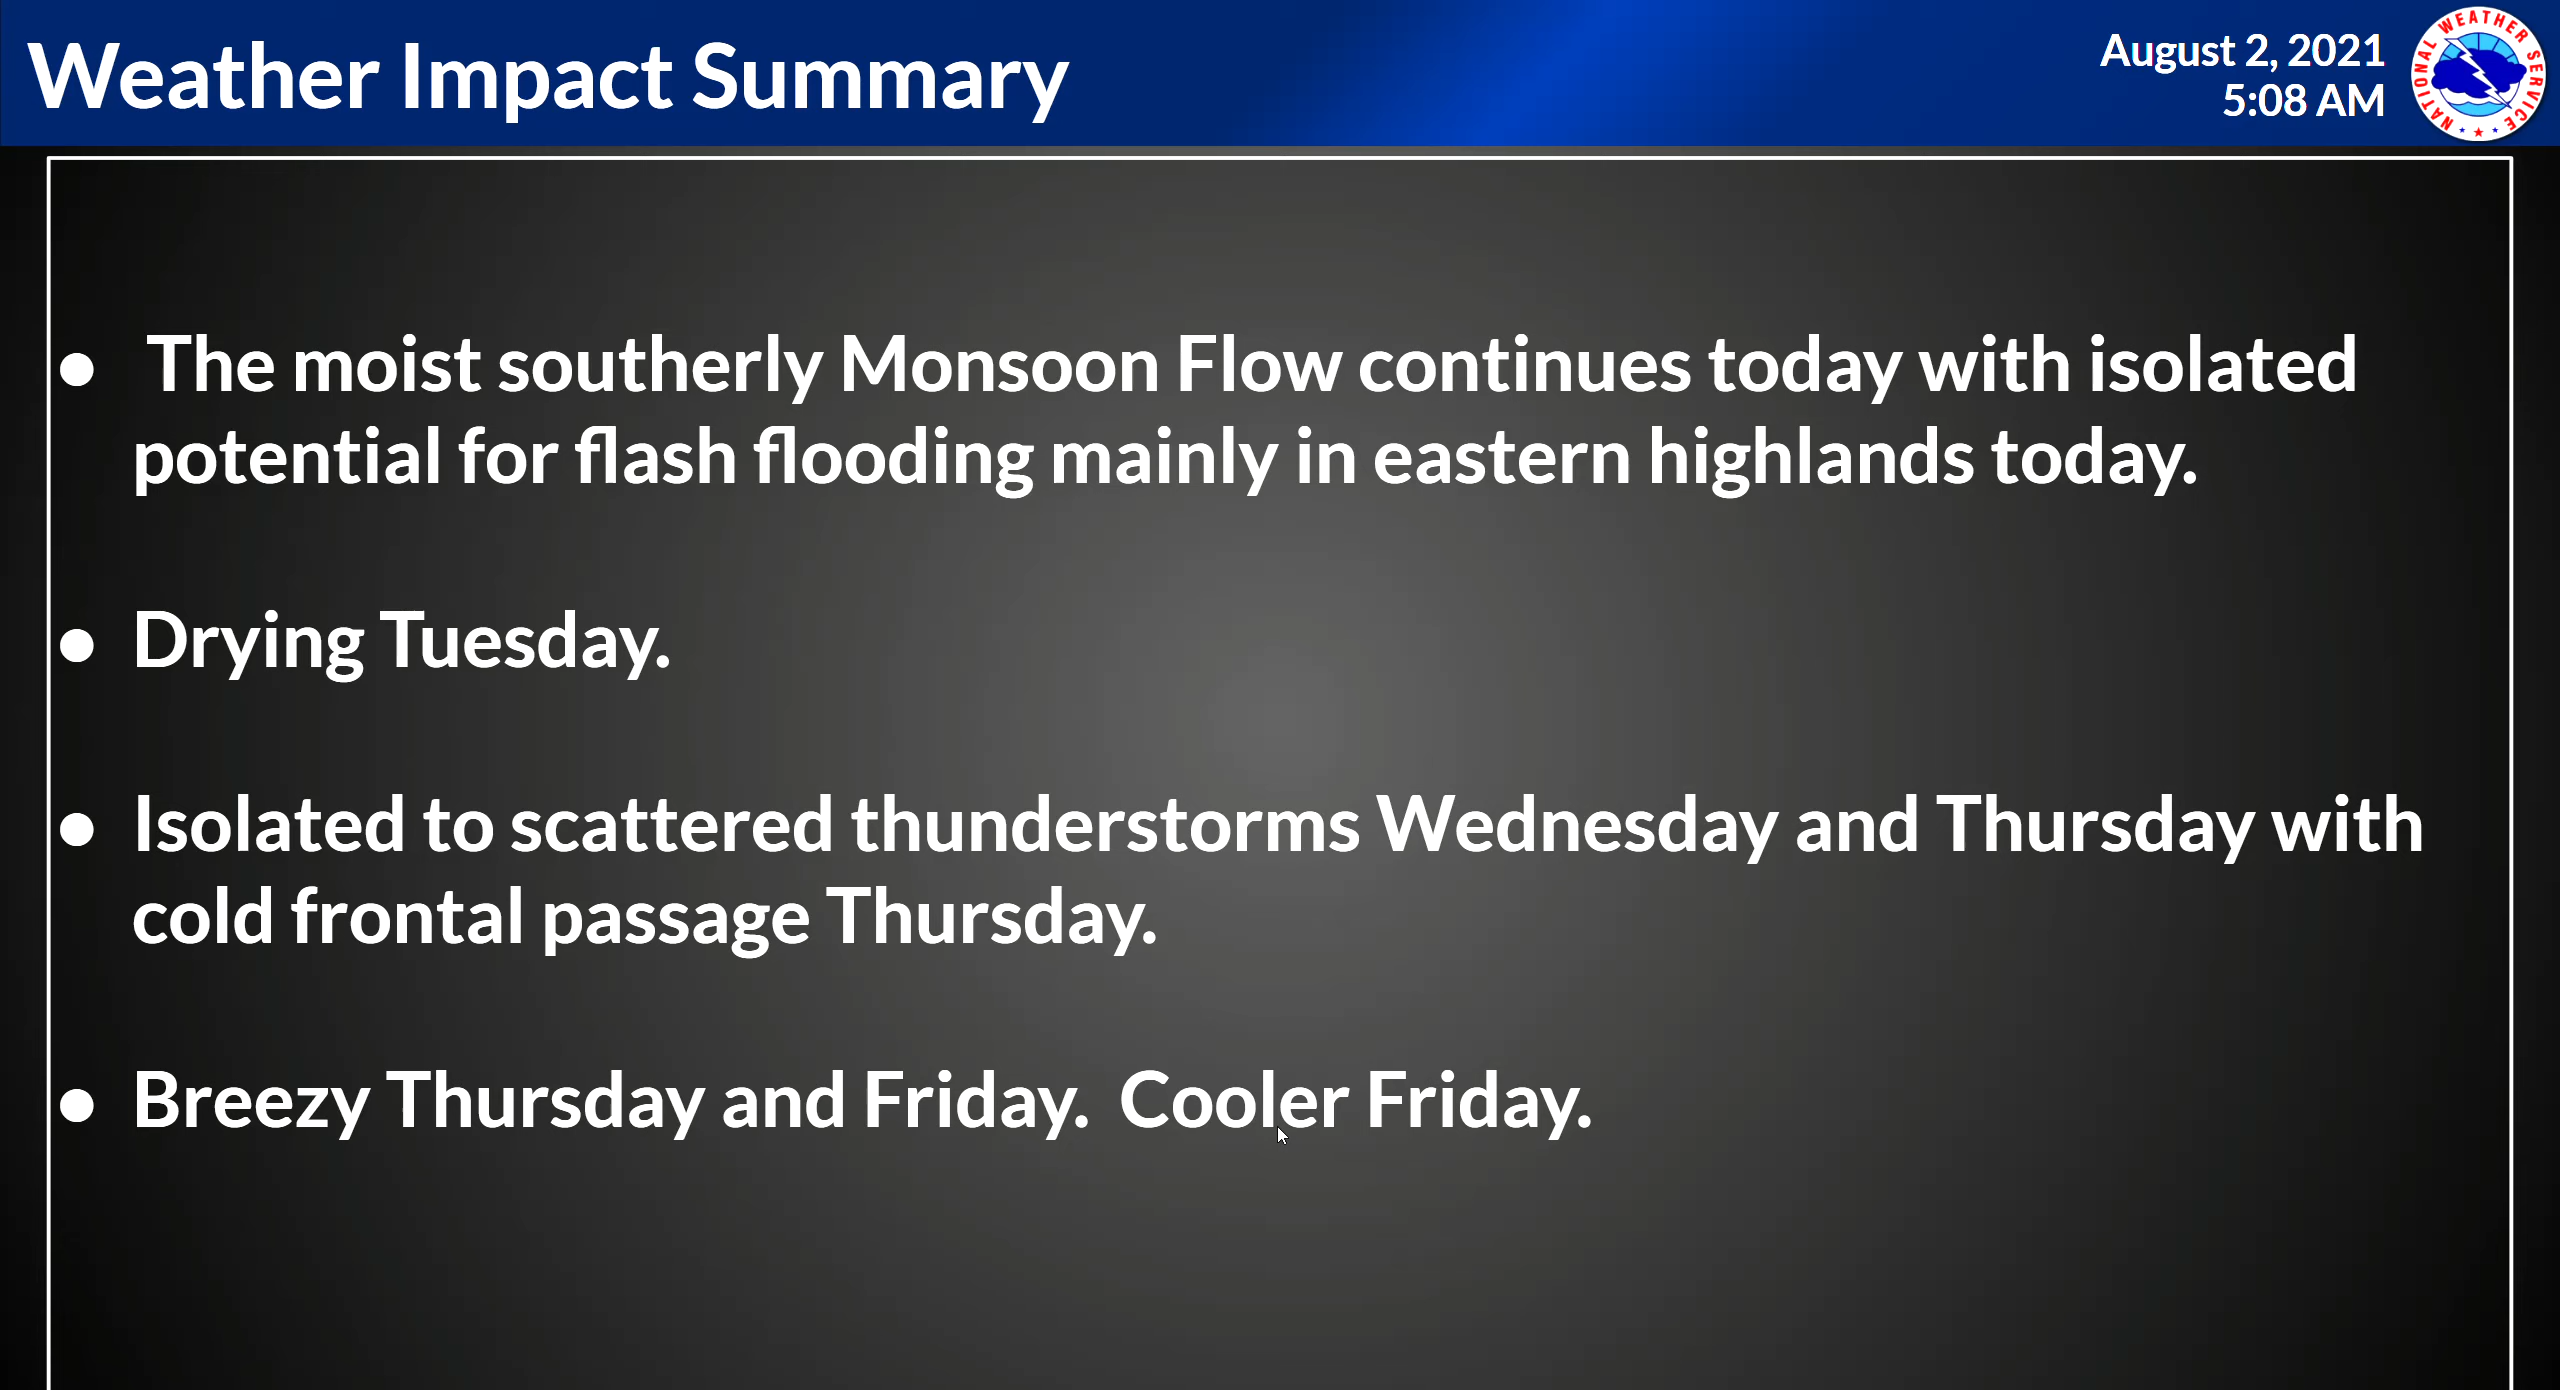 Weather Impact Summary
August 2, 2021
5:08 AM
NATIONAL WEATHER SERVICE
● The moist southerly Monsoon Flow continues today with isolated
potential for flash flooding mainly in eastern highlands today.
● Drying Tuesday.
● Isolated to scattered thunderstorms Wednesday and Thursday with
cold frontal passage Thursday.
● Breezy Thursday and Friday.  Cooler Friday.